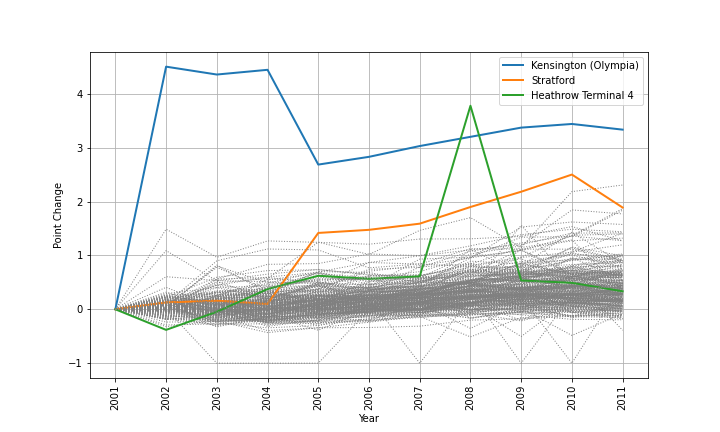 Kensington (Olympia)
Stratford
Heathrow Terminal 4
Point Change
4
3
2
1
0
−1
2001 2002 2003 2004 2005 2006 2007 2008 2009 2010 2011
Year